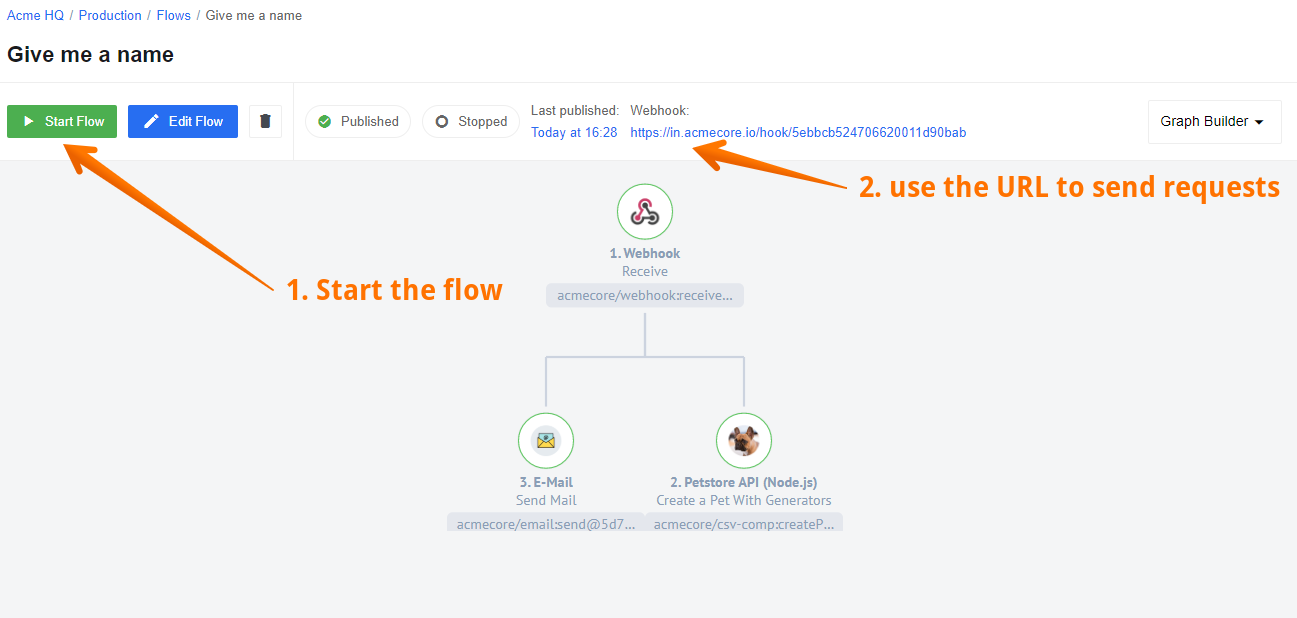 Acme HQ / Production / Flows / Give me a name
Give me a name
Start Flow
Edit Flow
Published
Stopped
Last published:
Today at 16:28
Webhook:
https://in.acmecore.io/hook/5ebbcb524706620011d90bab
Graph Builder
2. use the URL to send requests
1. Start the flow
1. Webhook
Receive
acmecore/webhook:receive...
3. E-Mail
Send Mail
acmecore/email:send@5d7...
2. Petstore API (Node.js)
Create a Pet With Generators
acmecore/csv-comp:createP...